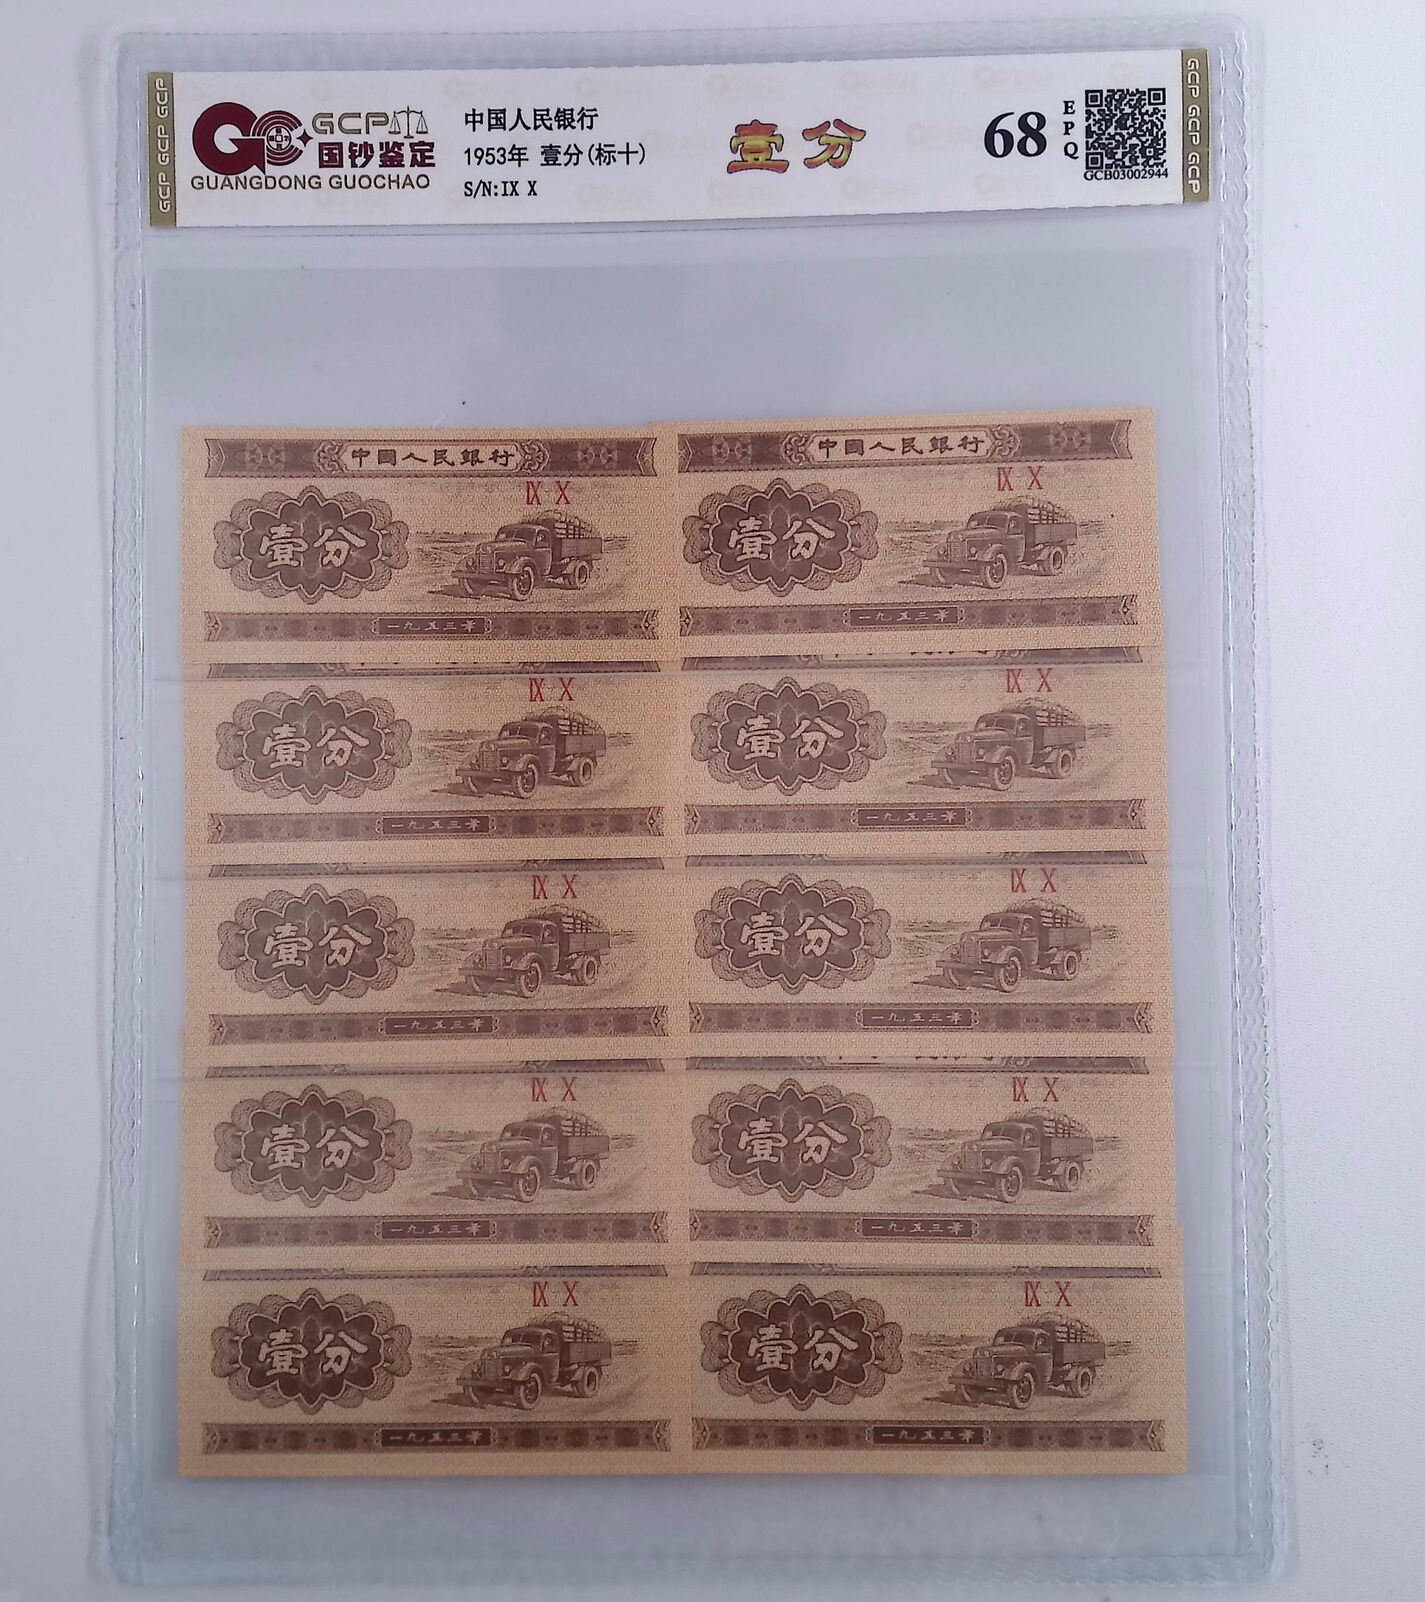 GCP GCP GCP
GCP
国钞鉴定
GUANGDONG GUOCHAO
中国人民银行
1953年 壹分(标十)
S/N:IX X
壹分
68
EPQ
GCB03002944
GCP GCP GCP
中國人民銀行
IX X
壹分
一九五三年
中國人民銀行
IX X
壹分
一九五三年
IX X
壹分
一九五三年
IX X
壹分
一九五三年
IX X
壹分
一九五三年
IX X
壹分
一九五三年
IX X
壹分
一九五三年
IX X
壹分
一九五三年
IX X
壹分
一九五三年
IX X
壹分
一九五三年